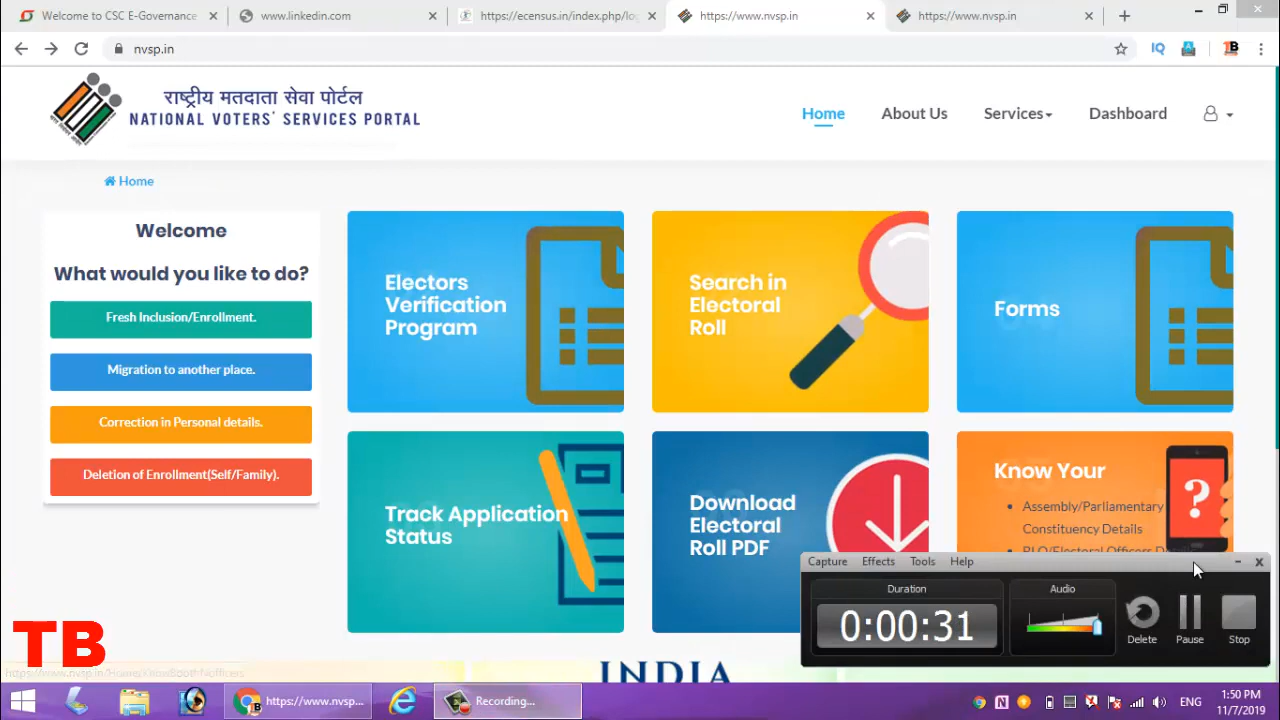 Welcome to CSC E-Governance
www.linkedin.com
https://ecensus.in/index.php/log
https://www.nvsp.in
https://www.nvsp.in
nvsp.in
राष्ट्रीय मतदाता सेवा पोर्टल
NATIONAL VOTERS' SERVICES PORTAL
Home
About Us
Services
Dashboard
Home
Welcome
What would you like to do?
Fresh Inclusion/Enrollment.
Migration to another place.
Correction in Personal details.
Deletion of Enrollment(Self/Family).
Electors
Verification
Program
Search in
Electoral
Roll
Forms
Track Application
Status
Download
Electoral
Roll PDF
Know Your
Assembly/Parliamentary
Constituency Details
BLO/Electoral Officers
Capture Effects Tools Help
Duration
0:00:31
Audio
Delete
Pause
Stop
TB
INDIA
https://www.nvsp...
Recording...
ENG
1:50 PM
11/7/2019